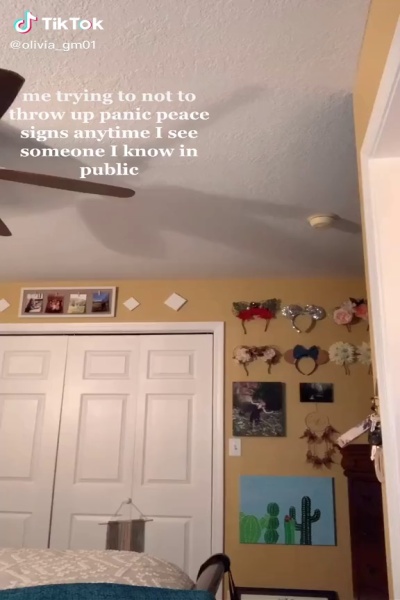 TikTok
@olivia_gm01
me trying to not to
throw up panic peace
signs anytime I see
someone I know in
public